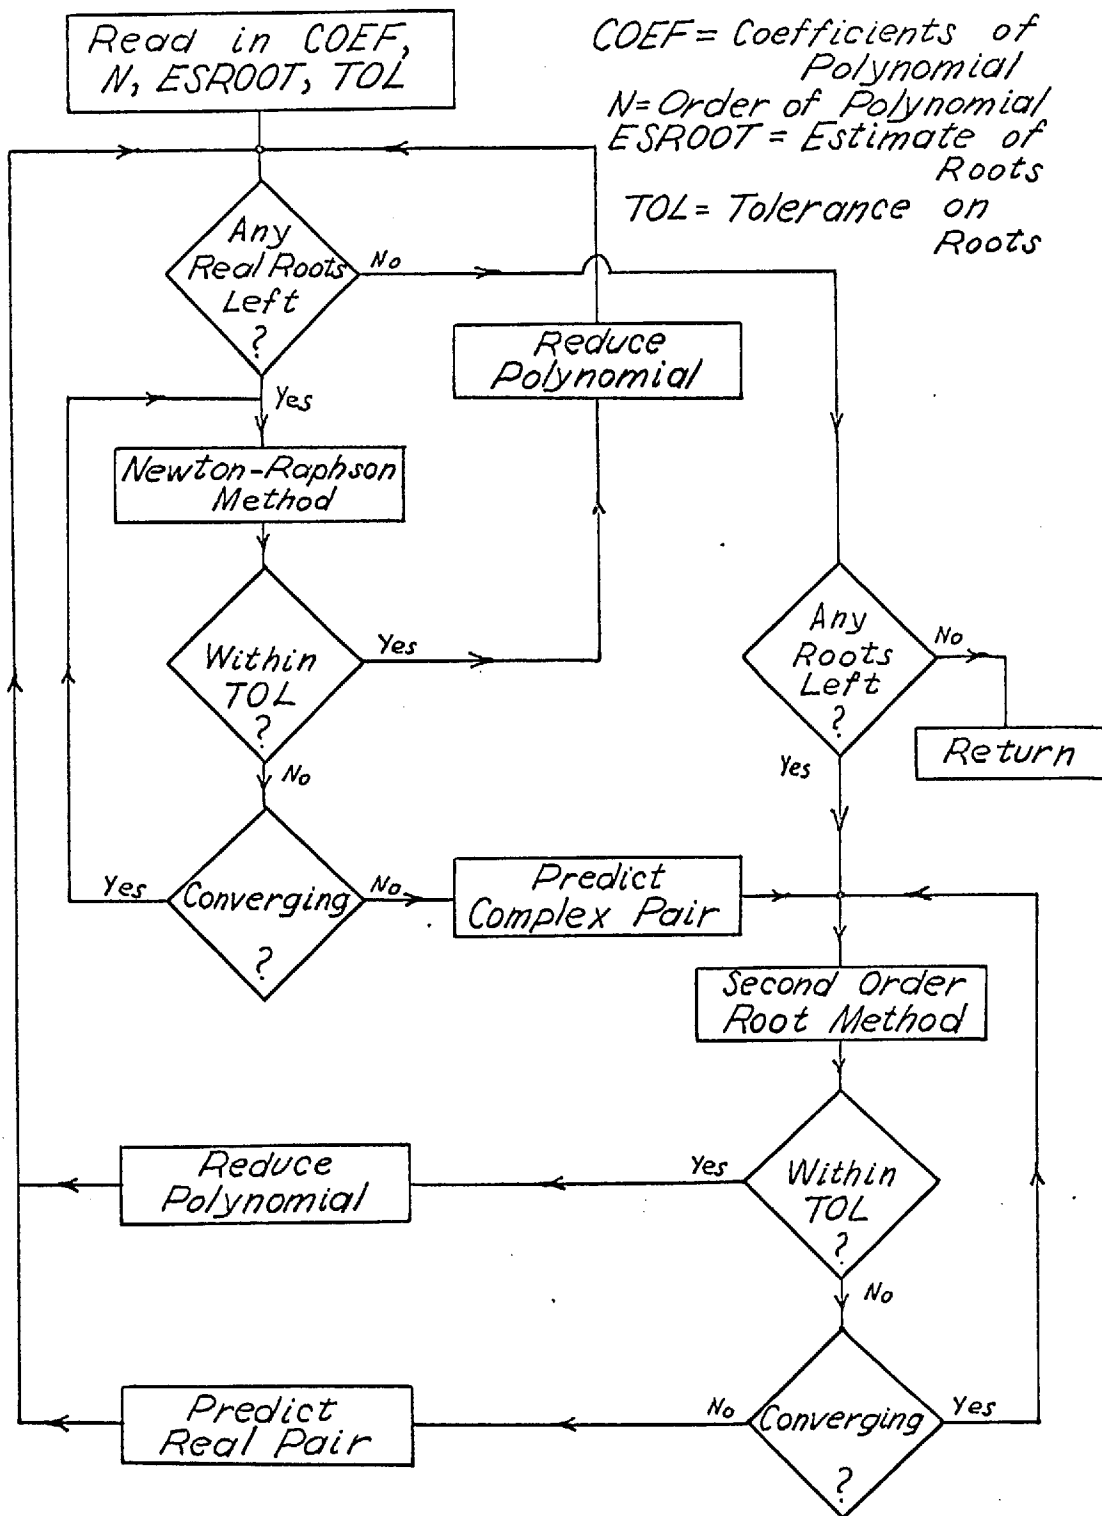 Read in COEF,
N, ESROOT, TOL
COEF = Coefficients of
Polynomial
N = Order of Polynomial
ESROOT = Estimate of
Roots
TOL = Tolerance on
Roots
Any
Real Roots
Left
?
No
Yes
Reduce
Polynomial
Newton-Raphson
Method
Within
TOL
?
Yes
No
Any
Roots
Left
?
No
Yes
Return
Converging
?
Yes
No
Predict
Complex Pair
Second Order
Root Method
Within
TOL
?
Yes
No
Reduce
Polynomial
Converging
?
No
Yes
Predict
Real Pair